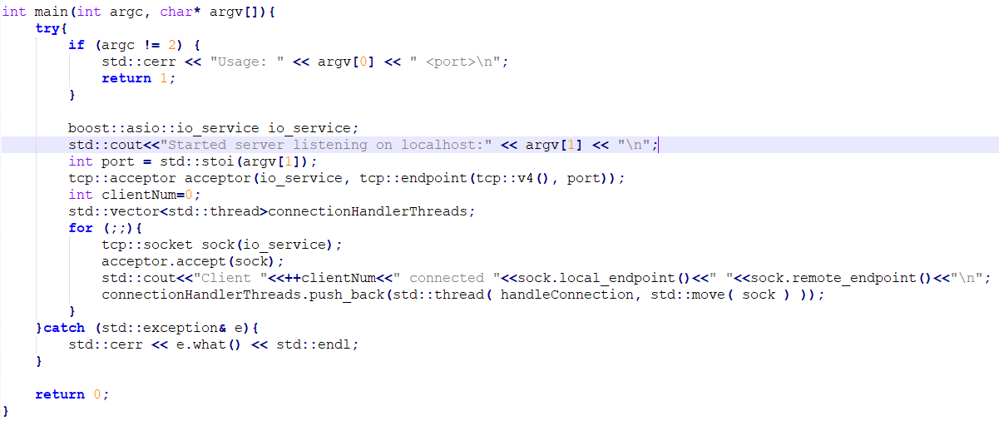 int main(int argc, char* argv[]){
    try{
        if (argc != 2) {
            std::cerr << "Usage: " << argv[0] << " <port>\n";
            return 1;
        }

        boost::asio::io_service io_service;
        std::cout<<"Started server listening on localhost:" << argv[1] << "\n";
        int port = std::stoi(argv[1]);
        tcp::acceptor acceptor(io_service, tcp::endpoint(tcp::v4(), port));
        int clientNum=0;
        std::vector<std::thread>connectionHandlerThreads;
        for (;;){
            tcp::socket sock(io_service);
            acceptor.accept(sock);
            std::cout<<"Client "<<++clientNum<<" connected "<<sock.local_endpoint()<<" "<<sock.remote_endpoint()<<"\n";
            connectionHandlerThreads.push_back(std::thread( handleConnection, std::move( sock ) ));
        }
    }catch (std::exception& e){
        std::cerr << e.what() << std::endl;
    }

    return 0;
}